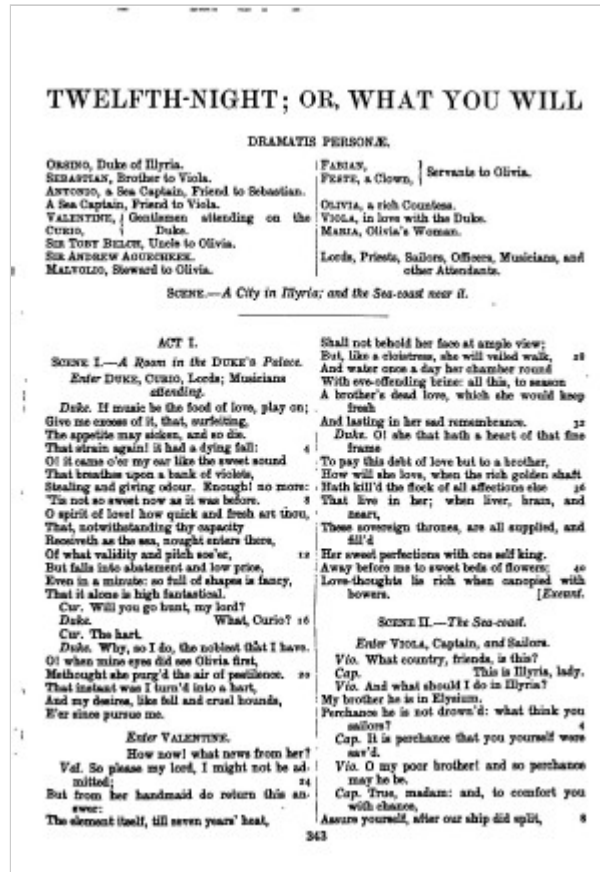 TWELFTH-NIGHT; OR, WHAT YOU WILL
DRAMATIS PERSONÆ.
ORSINO, Duke of Illyria.
SEBASTIAN, Brother to Viola.
ANTONIO, a Sea Captain, Friend to Sebastian.
A Sea Captain, Friend to Viola.
VALENTINE, } Gentlemen attending on the
CURIO, } Duke.
SIR TOBY BELCH, Uncle to Olivia.
SIR ANDREW AGUECHEEK.
MALVOLIO, Steward to Olivia.
FABIAN, } Servants to Olivia.
FESTE, a Clown, }
OLIVIA, a rich Countess.
VIOLA, in love with the Duke.
MARIA, Olivia's Woman.
Lords, Priests, Sailors, Officers, Musicians, and
other Attendants.
SCENE.—A City in Illyria; and the Sea-coast near it.
ACT I.
SCENE I.—A Room in the DUKE'S Palace.
Enter DUKE, CURIO, Lords; Musicians
attending.
Duke. If music be the food of love, play on;
Give me excess of it, that, surfeiting,
The appetite may sicken, and so die.
That strain again! it had a dying fall: 4
O! it came o'er my ear like the sweet sound
That breathes upon a bank of violets,
Stealing and giving odour. Enough! no more:
'Tis not so sweet now as it was before. 8
O spirit of love! how quick and fresh art thou,
That, notwithstanding thy capacity
Receiveth as the sea, nought enters there,
Of what validity and pitch soe'er, 12
But falls into abatement and low price,
Even in a minute: so full of shapes is fancy,
That it alone is high fantastical.
Cur. Will you go hunt, my lord?
Duke. What, Curio? 16
Cur. The hart.
Duke. Why, so I do, the noblest that I have.
O! when mine eyes did see Olivia first,
Methought she purg'd the air of pestilence. 20
That instant was I turn'd into a hart,
And my desires, like fell and cruel hounds,
E'er since pursue me.
Enter VALENTINE.
How now! what news from her?
Val. So please my lord, I might not be ad-
mitted; 24
But from her handmaid do return this an-
swer:
The element itself, till seven years' heat,
Shall not behold her face at ample view;
But, like a cloistress, she will veiled walk, 28
And water once a day her chamber round
With eye-offending brine: all this, to season
A brother's dead love, which she would keep
fresh
And lasting in her sad remembrance. 32
Duke. O! she that hath a heart of that fine
frame
To pay this debt of love but to a brother,
How will she love, when the rich golden shaft
Hath kill'd the flock of all affections else 36
That live in her; when liver, brain, and
heart,
These sovereign thrones, are all supplied, and
fill'd
Her sweet perfections with one self king.
Away before me to sweet beds of flowers; 40
Love-thoughts lie rich when canopied with
bowers. [Exeunt.
SCENE II.—The Sea-coast.
Enter VIOLA, Captain, and Sailors.
Vio. What country, friends, is this?
Cap. This is Illyria, lady.
Vio. And what should I do in Illyria?
My brother he is in Elysium.
Perchance he is not drown'd: what think you
sailors? 4
Cap. It is perchance that you yourself were
sav'd.
Vio. O my poor brother! and so perchance
may he be.
Cap. True, madam: and, to comfort you
with chance,
Assure yourself, after our ship did split, 8
343